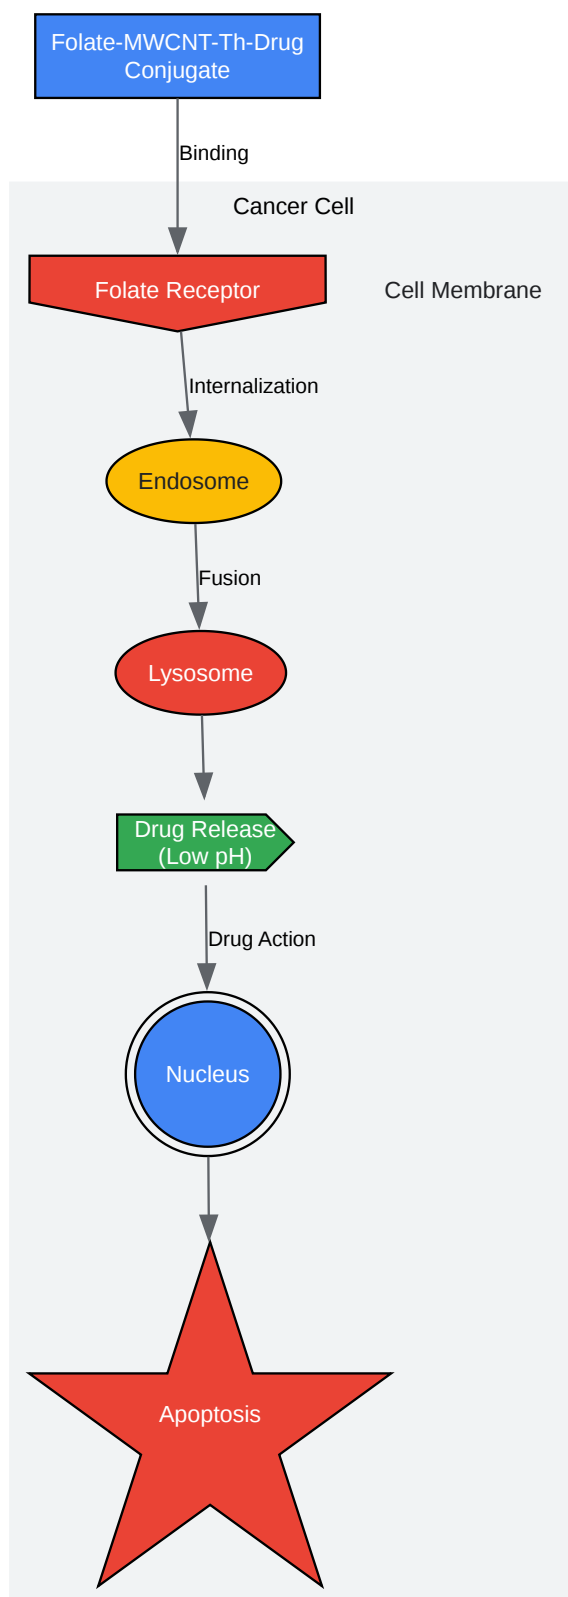 Folate-MWCNT-Th-Drug
Conjugate
Binding
Cancer Cell
Folate Receptor
Cell Membrane
Internalization
Endosome
Fusion
Lysosome
Drug Release
(Low pH)
Drug Action
Nucleus
Apoptosis